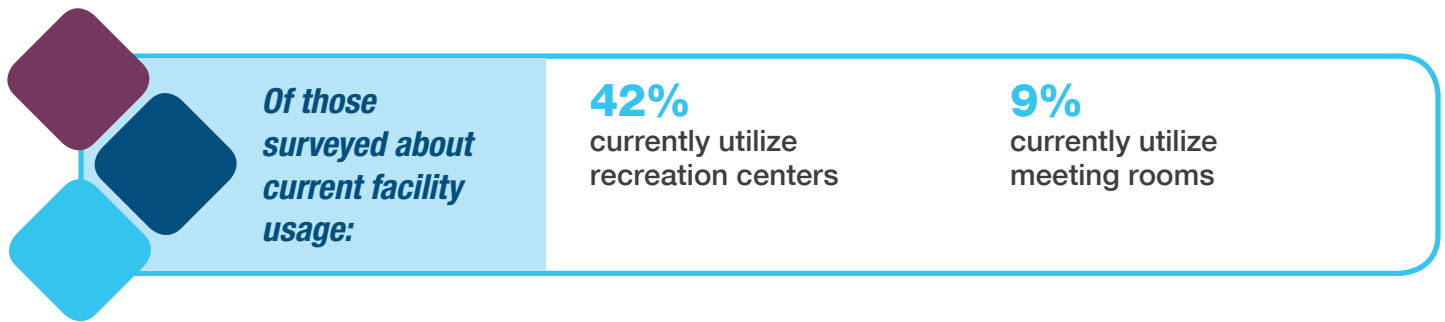 Of those
surveyed about
current facility
usage:
42%
currently utilize
recreation centers
9%
currently utilize
meeting rooms